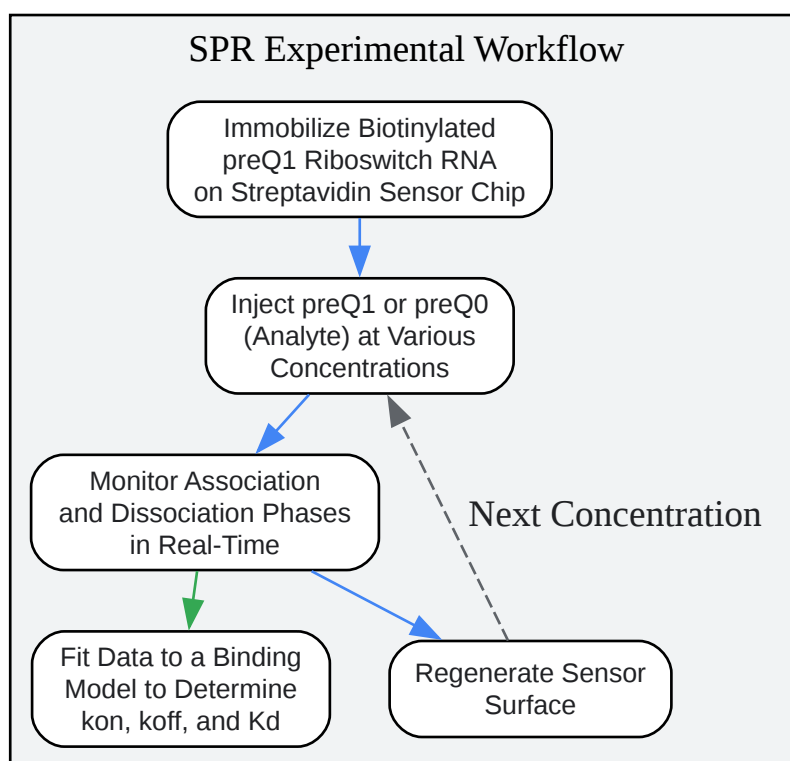 SPR Experimental Workflow
Immobilize Biotinylated
preQ1 Riboswitch RNA
on Streptavidin Sensor Chip
Inject preQ1 or preQ0
(Analyte) at Various
Concentrations
Monitor Association
and Dissociation Phases
in Real-Time
Next Concentration
Fit Data to a Binding
Model to Determine
kon, koff, and Kd
Regenerate Sensor
Surface